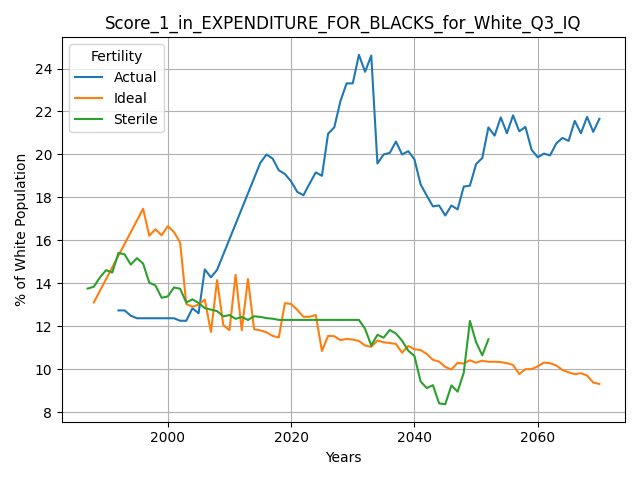 Score_1_in_EXPENDITURE_FOR_BLACKS_for_White_Q3_IQ
Fertility
Actual
Ideal
Sterile
% of White Population
24
22
20
18
16
14
12
10
8
2000 2020 2040 2060
Years